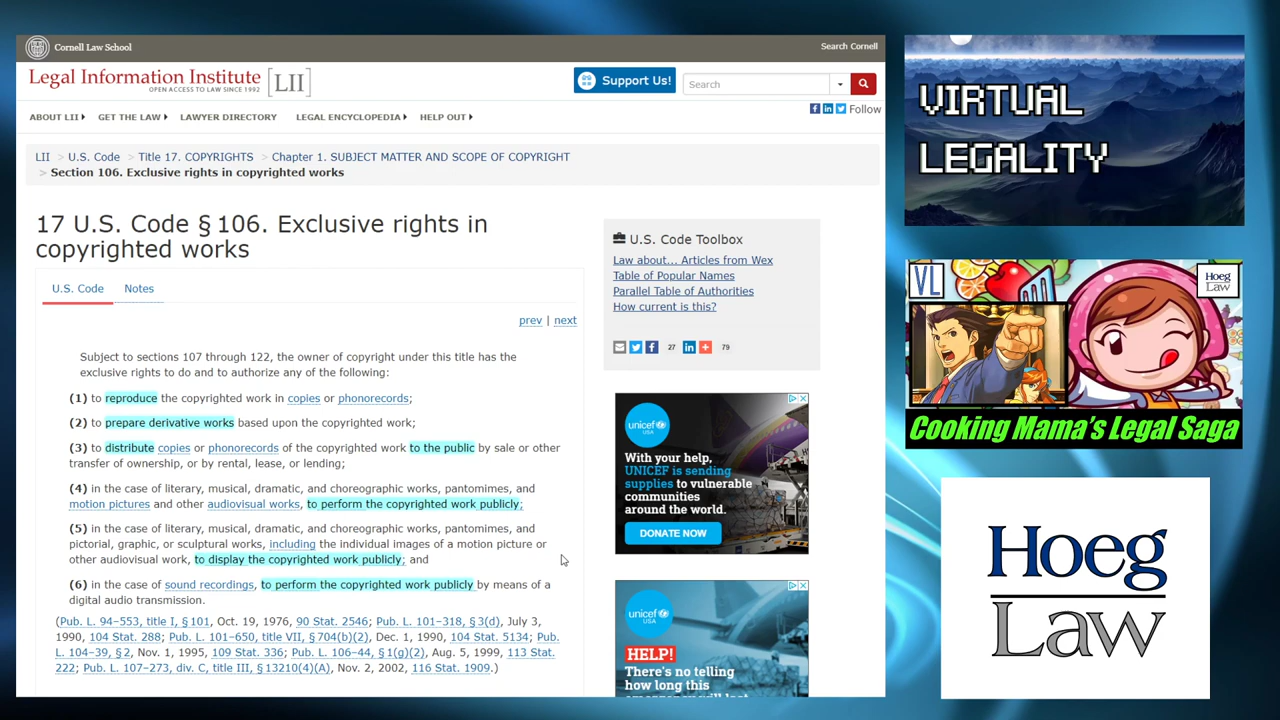 Cornell Law School
Search Cornell
Legal Information Institute [LII]
OPEN ACCESS TO LAW SINCE 1992
Support Us!
Search
Follow
ABOUT LII
GET THE LAW
LAWYER DIRECTORY
LEGAL ENCYCLOPEDIA
HELP OUT
LII > U.S. Code > Title 17. COPYRIGHTS > Chapter 1. SUBJECT MATTER AND SCOPE OF COPYRIGHT
> Section 106. Exclusive rights in copyrighted works
17 U.S. Code § 106. Exclusive rights in
copyrighted works
U.S. Code
Notes
prev | next
Subject to sections 107 through 122, the owner of copyright under this title has the
exclusive rights to do and to authorize any of the following:
(1) to reproduce the copyrighted work in copies or phonorecords;
(2) to prepare derivative works based upon the copyrighted work;
(3) to distribute copies or phonorecords of the copyrighted work to the public by sale or other
transfer of ownership, or by rental, lease, or lending;
(4) in the case of literary, musical, dramatic, and choreographic works, pantomimes, and
motion pictures and other audiovisual works, to perform the copyrighted work publicly;
(5) in the case of literary, musical, dramatic, and choreographic works, pantomimes, and
pictorial, graphic, or sculptural works, including the individual images of a motion picture or
other audiovisual work, to display the copyrighted work publicly; and
(6) in the case of sound recordings, to perform the copyrighted work publicly by means of a
digital audio transmission.
(Pub. L. 94–553, title I, § 101, Oct. 19, 1976, 90 Stat. 2546; Pub. L. 101–318, § 3(d), July 3,
1990, 104 Stat. 288; Pub. L. 101–650, title VII, § 704(b)(2), Dec. 1, 1990, 104 Stat. 5134; Pub.
L. 104–39, § 2, Nov. 1, 1995, 109 Stat. 336; Pub. L. 106–44, § 1(g)(2), Aug. 5, 1999, 113 Stat.
222; Pub. L. 107–273, div. C, title III, § 13210(4)(A), Nov. 2, 2002, 116 Stat. 1909.)
U.S. Code Toolbox
Law about... Articles from Wex
Table of Popular Names
Parallel Table of Authorities
How current is this?
27
79
unicef
USA
With your help,
UNICEF is sending
supplies to vulnerable
communities
around the world.
DONATE NOW
unicef
USA
HELP!
There's no telling
how long this
VIRTUAL
LEGALITY
VL
Hoeg
Law
Cooking Mama's Legal Saga
Hoeg
Law